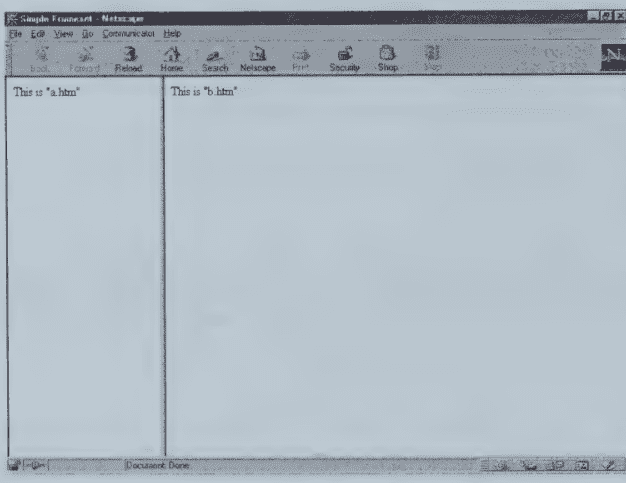 Simple Frameset - Netscape
File Edit View Go Communicator Help
Back Forward Reload Home Search Netscape Print Security Shop Stop
N
This is "a.htm" This is "b.htm"
Document: Done